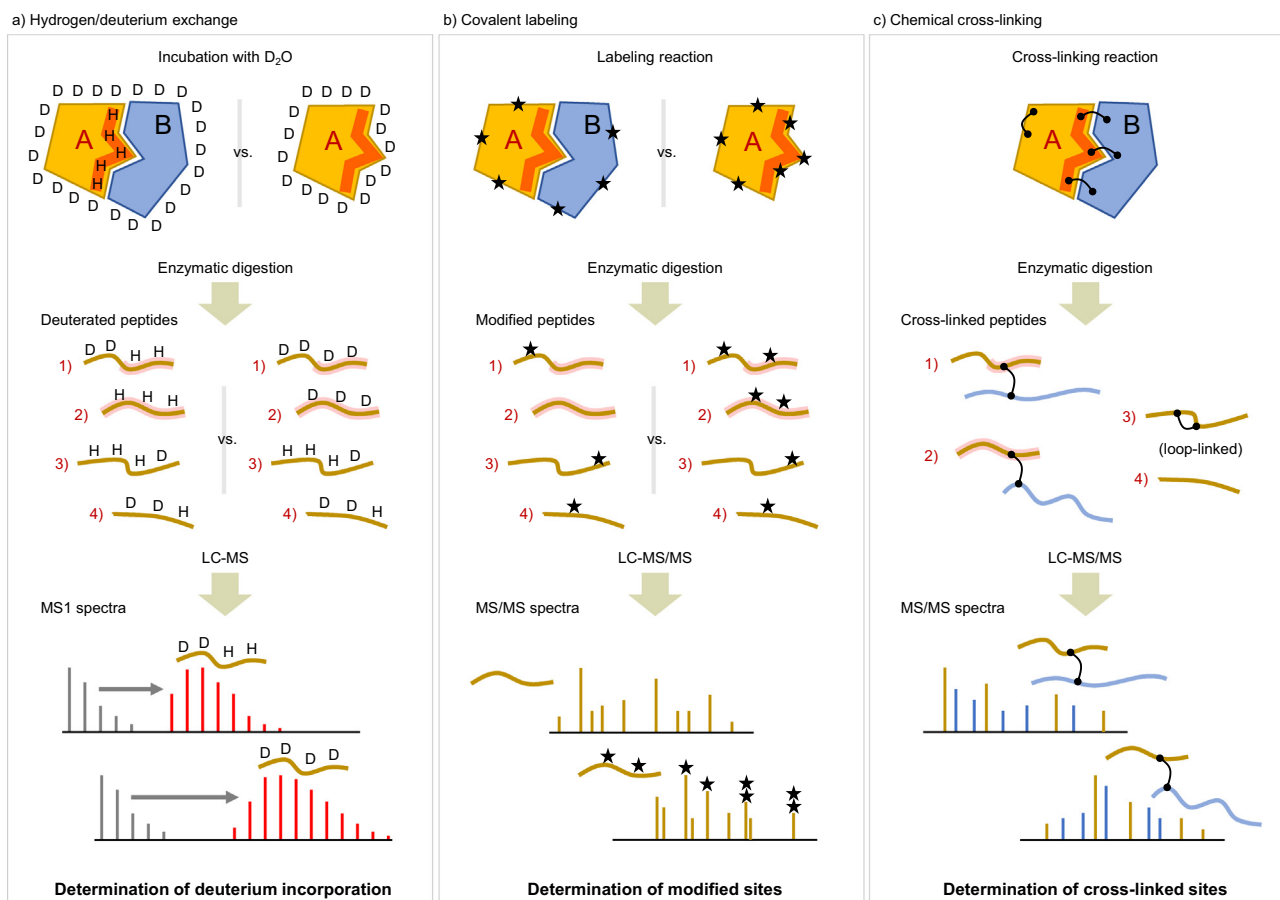 a) Hydrogen/deuterium exchange
Incubation with D₂O
D D D D D D D D D D D D D D D D D D D D D D D D D D
H H H H H
A B
vs.
D D D D D D D D D D D D D D D D
A
Enzymatic digestion
Deuterated peptides
1) D D H H
1) D D D D
2) H H H
2) D D D
vs.
3) H H H D
3) H H H D
4) D D H
4) D D H
LC-MS
MS1 spectra
D D H H
D D D D
Determination of deuterium incorporation
b) Covalent labeling
Labeling reaction
A B
vs.
A
Enzymatic digestion
Modified peptides
1) 1)
2) 2)
vs.
3) 3)
4) 4)
LC-MS/MS
MS/MS spectra
Determination of modified sites
c) Chemical cross-linking
Cross-linking reaction
A B
Enzymatic digestion
Cross-linked peptides
1)
2)
3)
(loop-linked)
4)
LC-MS/MS
MS/MS spectra
Determination of cross-linked sites